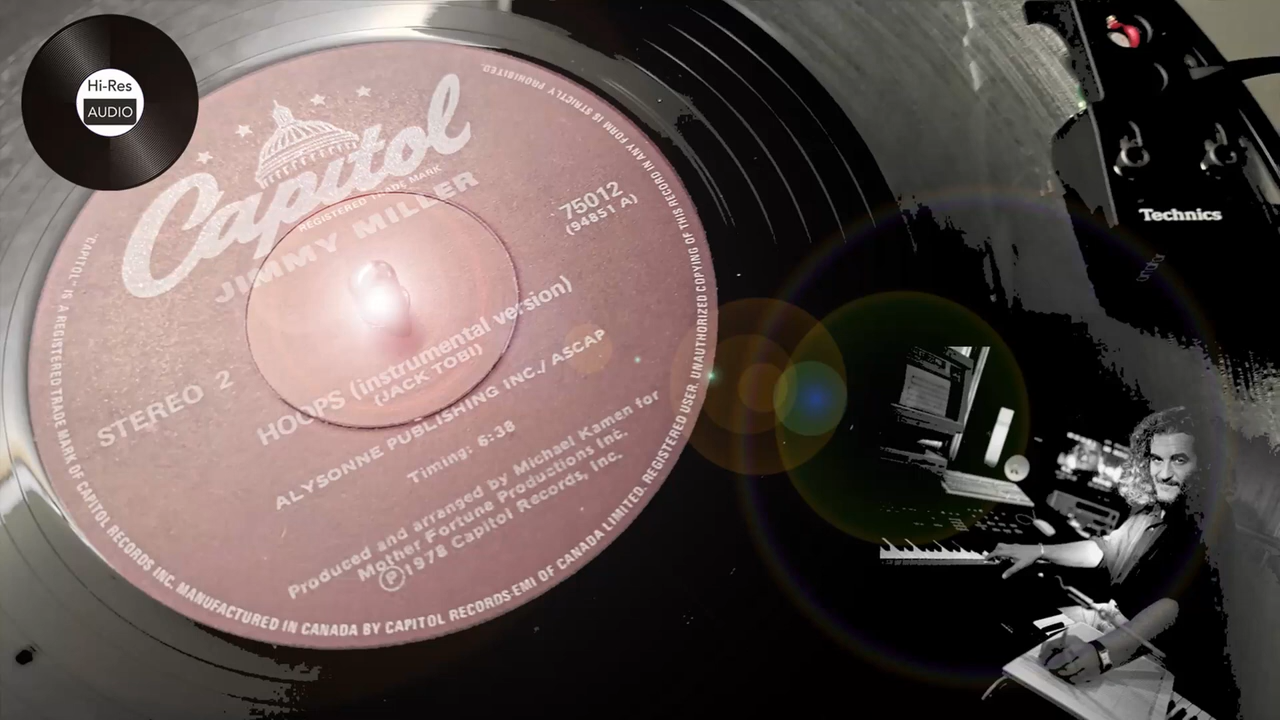 Hi-Res
AUDIO
Capitol
REGISTERED TRADE MARK
JIMMY MILLER
75012
(94851 A)
STEREO 2
HOOPS (instrumental version)
(JACK TOBI)
ALYSONNE PUBLISHING INC./ ASCAP
Timing: 6:38
Produced and arranged by Michael Kamen for
Mother Fortune Productions Inc.
Ⓟ1978 Capitol Records, Inc.
"CAPITOL" IS A REGISTERED TRADE MARK OF CAPITOL RECORDS INC. MANUFACTURED IN CANADA BY CAPITOL RECORDS-EMI OF CANADA LIMITED. REGISTERED USER. UNAUTHORIZED COPYING OF THIS RECORD IN ANY FORM IS STRICTLY PROHIBITED.
Technics